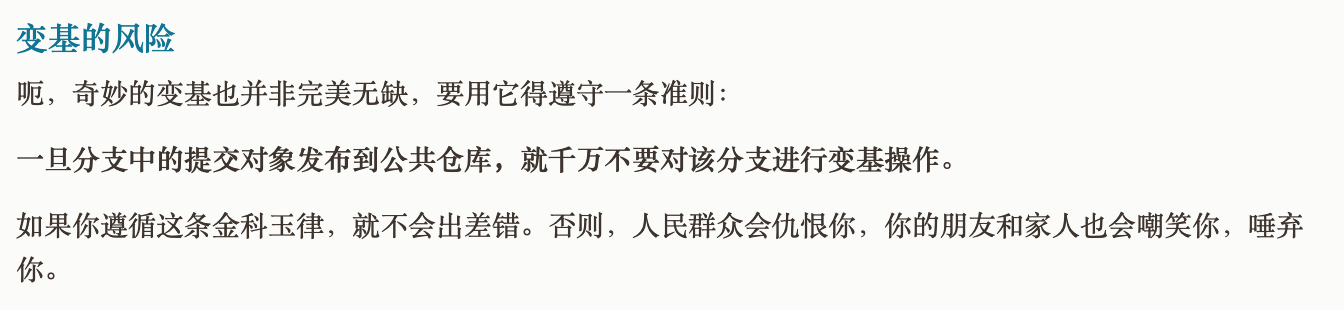 变基的风险
呃，奇妙的变基也并非完美无缺，要用它得遵守一条准则：
一旦分支中的提交对象发布到公共仓库，就千万不要对该分支进行变基操作。
如果你遵循这条金科玉律，就不会出差错。否则，人民群众会仇恨你，你的朋友和家人也会嘲笑你，唾弃
你。